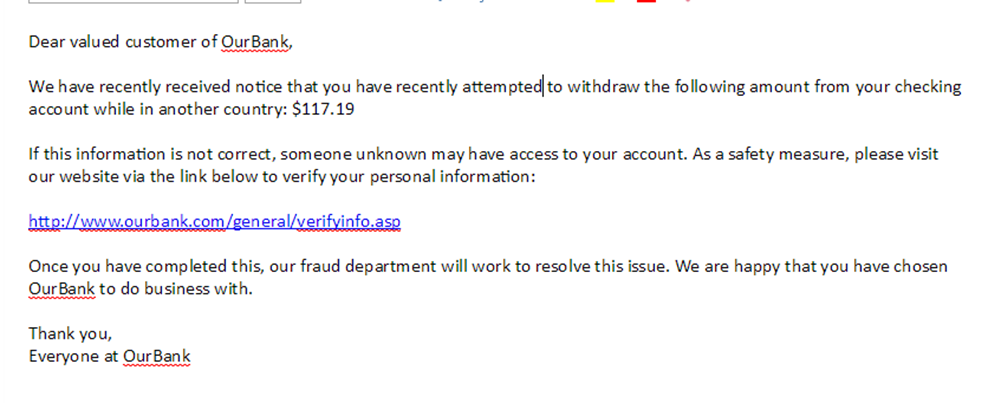 Dear valued customer of OurBank,
We have recently received notice that you have recently attempted to withdraw the following amount from your checking
account while in another country: $117.19
If this information is not correct, someone unknown may have access to your account. As a safety measure, please visit
our website via the link below to verify your personal information:
http://www.ourbank.com/general/verifyinfo.asp
Once you have completed this, our fraud department will work to resolve this issue. We are happy that you have chosen
OurBank to do business with.
Thank you,
Everyone at OurBank